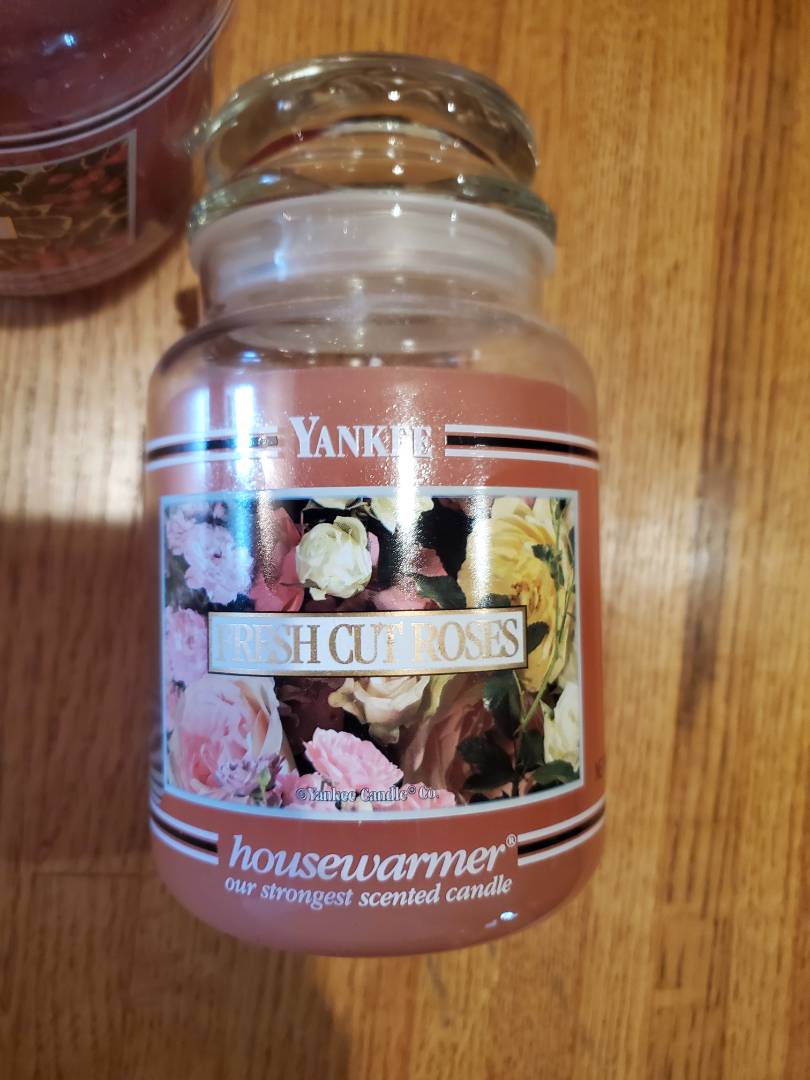 YANKEE
FRESH CUT ROSES
©Yankee Candle® Co.
housewarmer®
our strongest scented candle